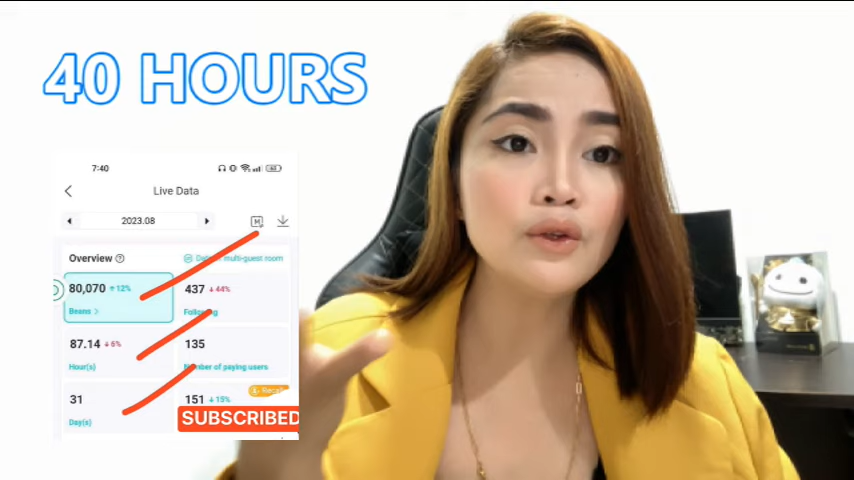 40 HOURS
7:40
Live Data
2023.08
Overview
multi-guest room
80,070 12%
437 44%
Beans
87.14 6%
135
Hour(s)
Number of paying users
31
151 15%
Day(s)
SUBSCRIBED